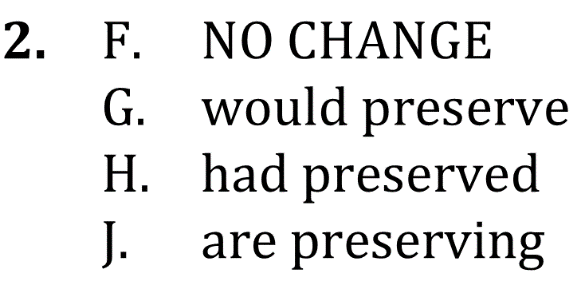 2. F. NO CHANGE
G. would preserve
H. had preserved
J. are preserving